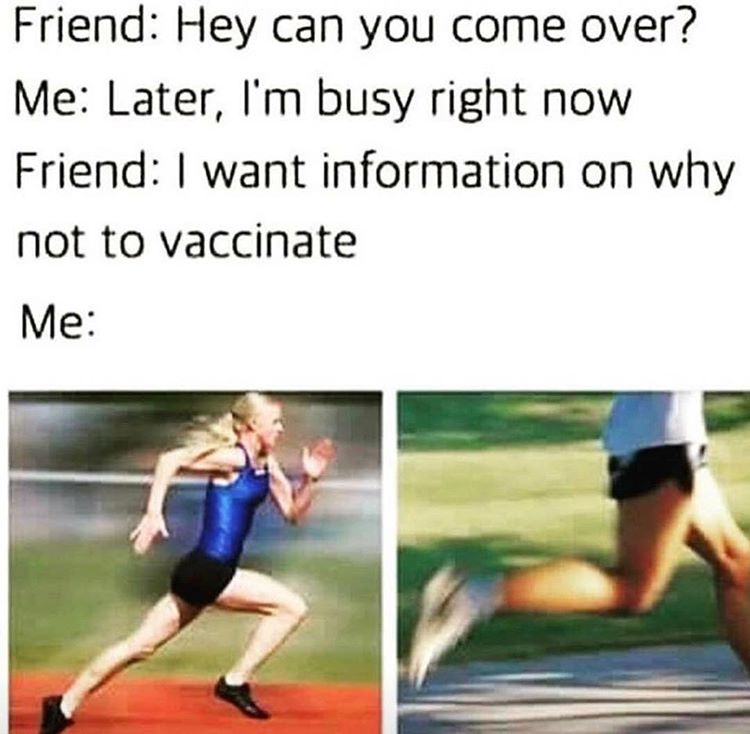 Friend: Hey can you come over?
Me: Later, I'm busy right now
Friend: I want information on why
not to vaccinate
Me: